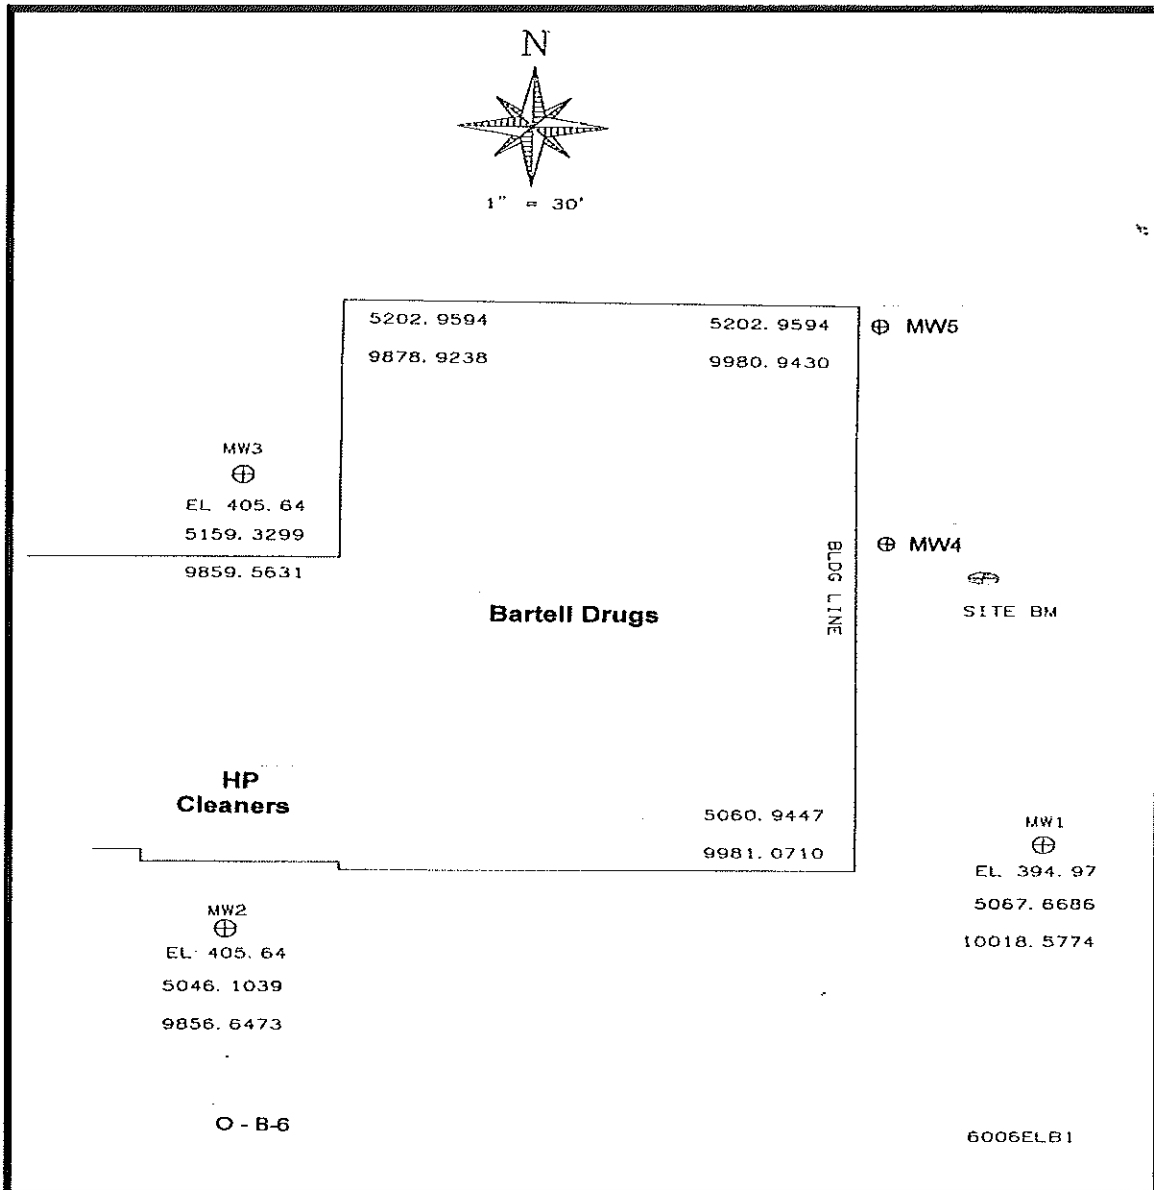 N
1" = 30'
5202.9594
9878.9238
5202.9594
9980.9430
MW5
MW3
EL 405.64
5159.3299
9859.5631
BLDG LINE
MW4
SITE BM
Bartell Drugs
HP
Cleaners
5060.9447
9981.0710
MW1
EL 394.97
5067.6686
10018.5774
MW2
EL 405.64
5046.1039
9856.6473
O - B-6
6006ELB1